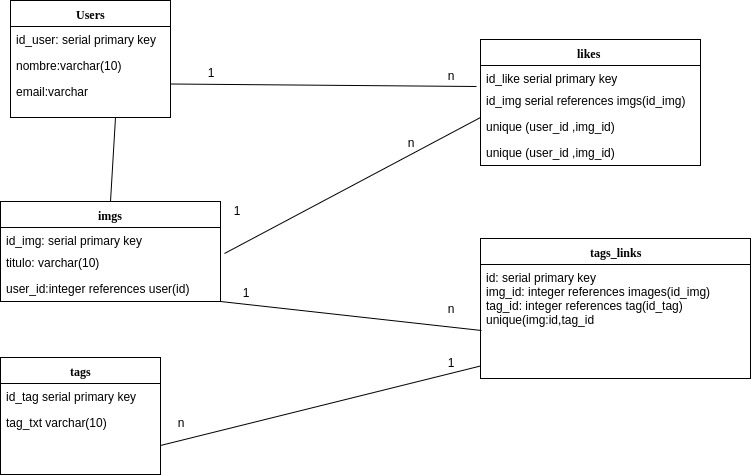 Users
id_user: serial primary key
nombre:varchar(10)
email:varchar
1
n
likes
id_like serial primary key
id_img serial references imgs(id_img)
unique (user_id ,img_id)
unique (user_id ,img_id)
n
1
imgs
id_img: serial primary key
titulo: varchar(10)
user_id:integer references user(id)
1
n
tags_links
id: serial primary key
img_id: integer references images(id_img)
tag_id: integer references tag(id_tag)
unique(img:id,tag_id
1
n
tags
id_tag serial primary key
tag_txt varchar(10)